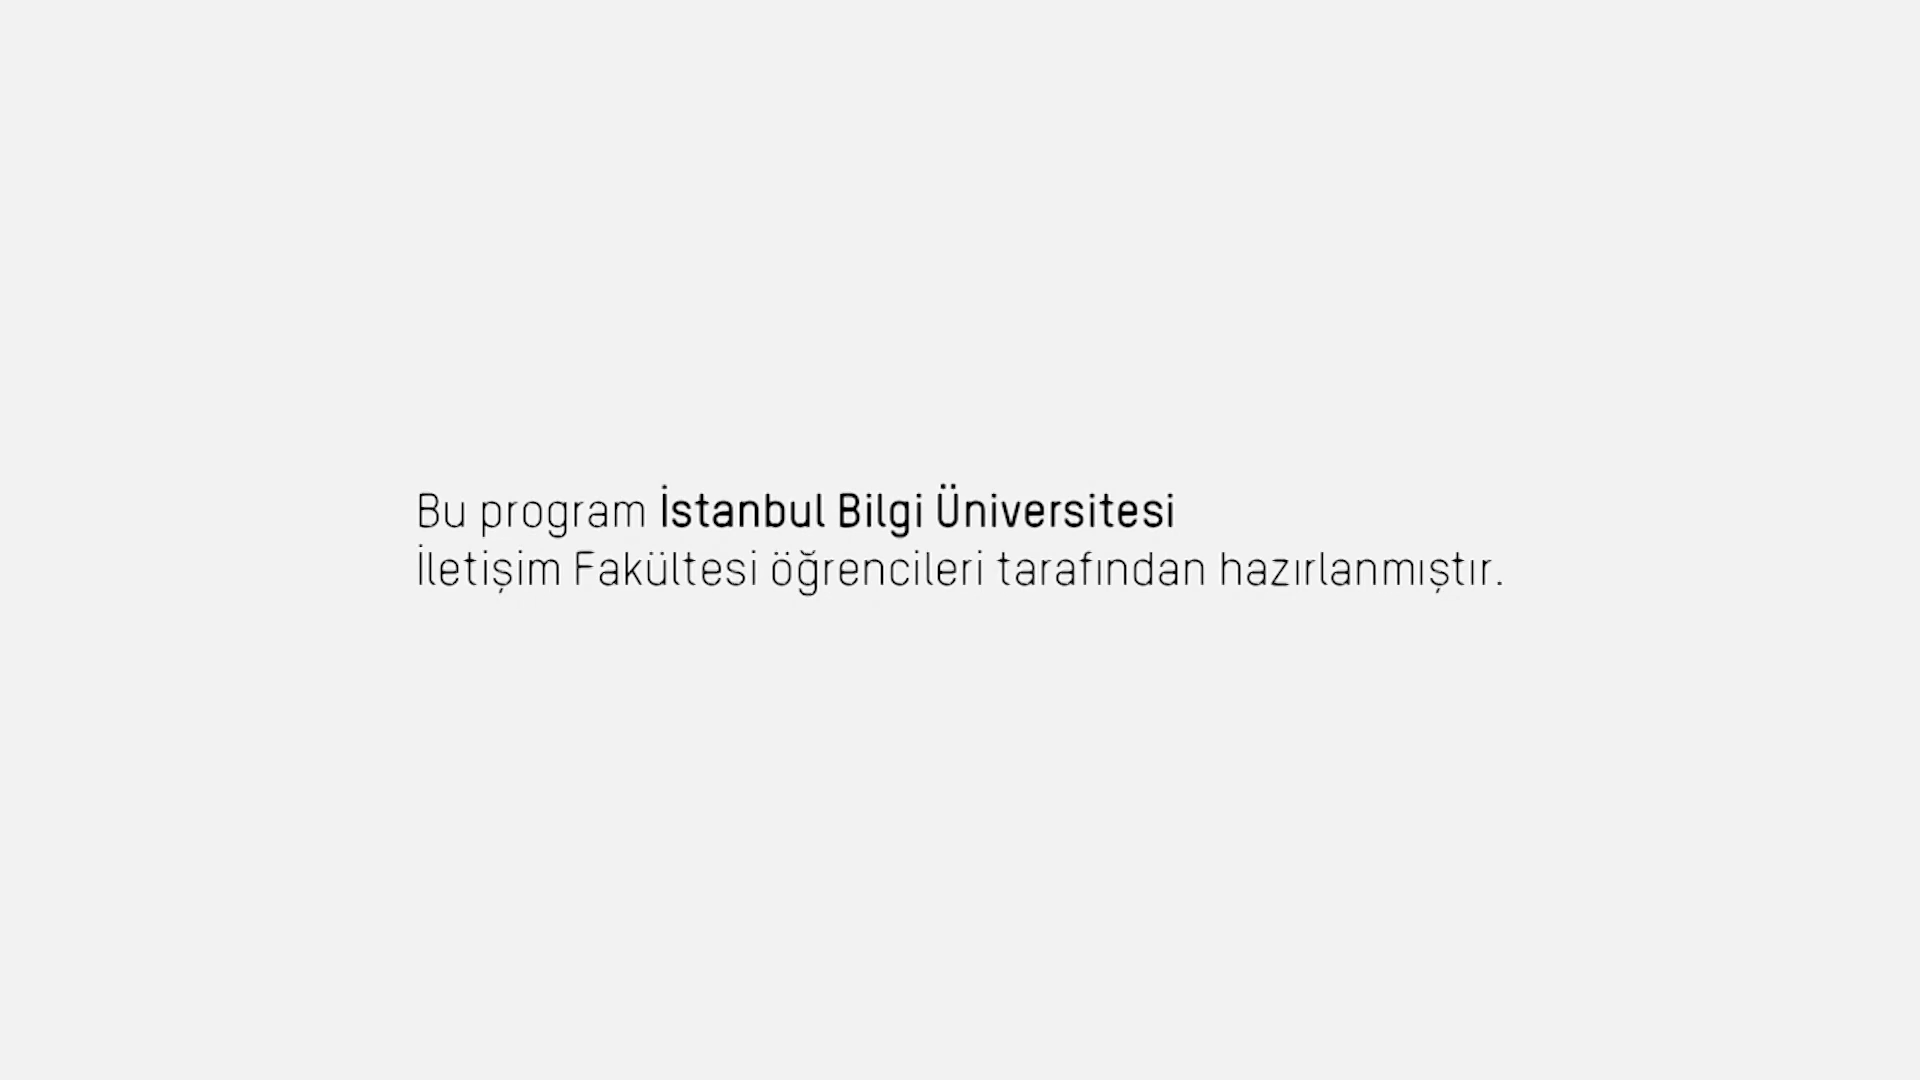 Bu program İstanbul Bilgi Üniversitesi
İletişim Fakültesi öğrencileri tarafından hazırlanmıştır.